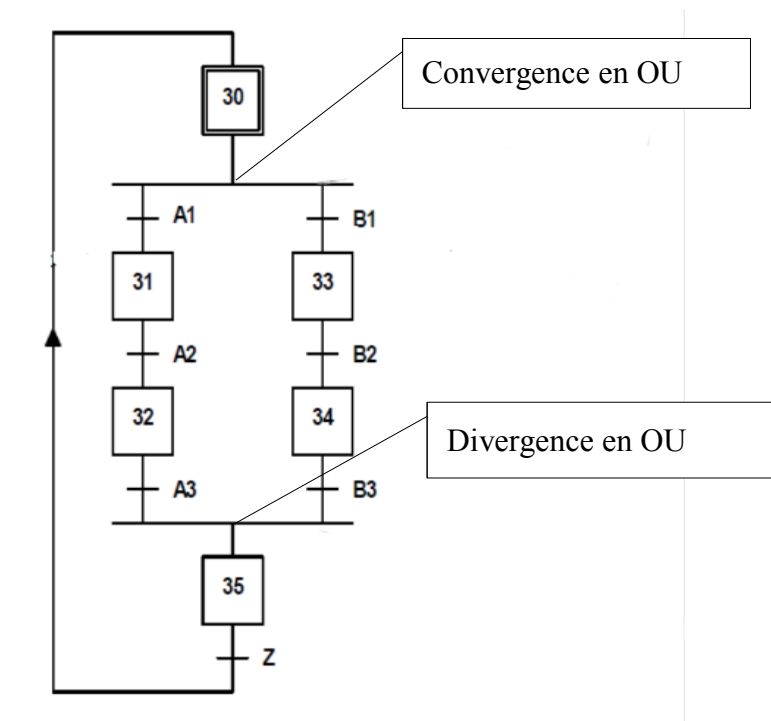 Convergence en OU
30
A1
B1
31
33
A2
B2
32
34
Divergence en OU
A3
B3
35
Z